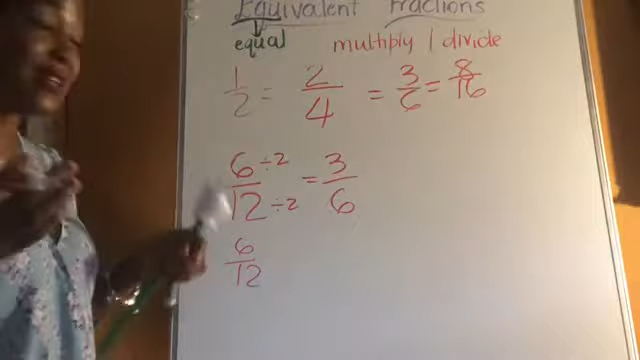 Equivalent Fractions
equal multiply / divide
1/2 = 2/4 = 3/6 = 8/16
6÷2/12÷2 = 3/6
6/12